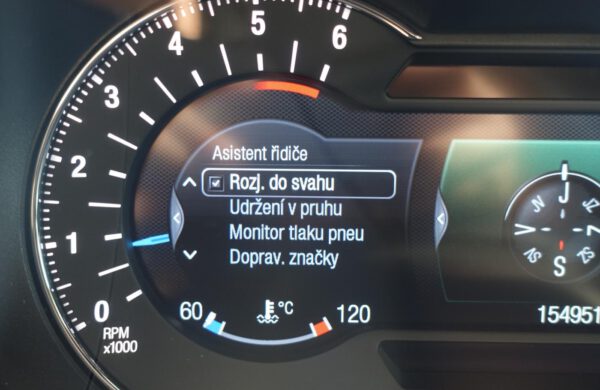 6
5
4
3
2
1
0
RPM
x1000
Asistent řidiče
Rozj. do svahu
Udržení v pruhu
Monitor tlaku pneu
Doprav. značky
60
°C
120
J
JZ
V
S
154951